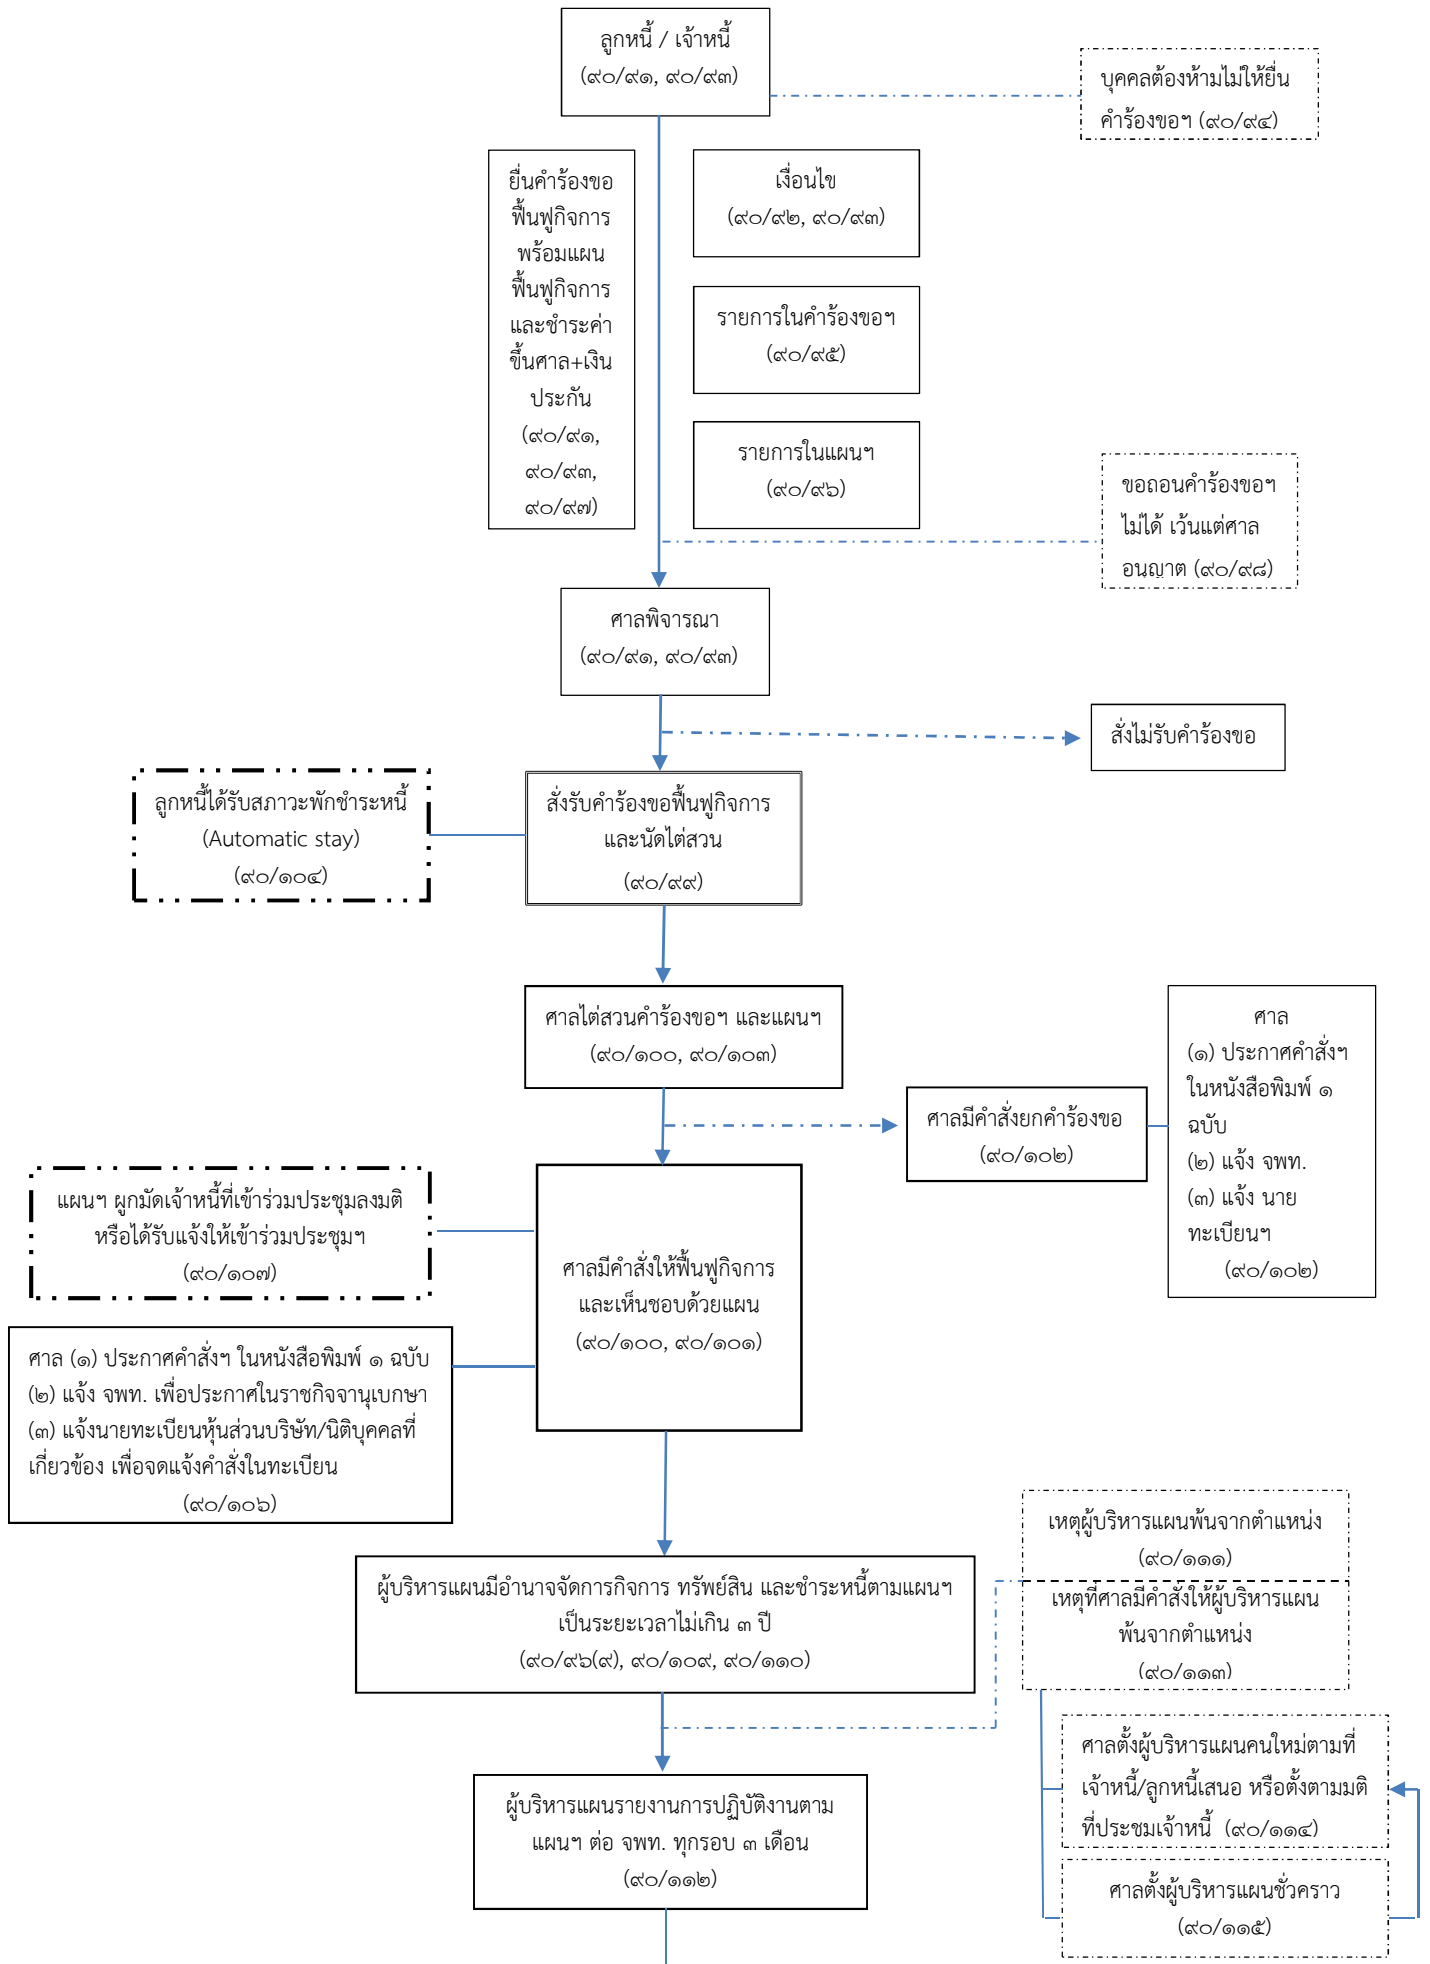 ลูกหนี้ / เจ้าหนี้
(๙๐/๙๑, ๙๐/๙๓)
บุคคลต้องห้ามไม่ให้ยื่น
คำร้องขอฯ (๙๐/๙๔)
ยื่นคำร้องขอ
ฟื้นฟูกิจการ
พร้อมแผน
ฟื้นฟูกิจการ
และชำระค่า
ขึ้นศาล+เงิน
ประกัน
(๙๐/๙๑,
๙๐/๙๓,
๙๐/๙๗)
เงื่อนไข
(๙๐/๙๒, ๙๐/๙๓)
รายการในคำร้องขอฯ
(๙๐/๙๕)
รายการในแผนฯ
(๙๐/๙๖)
ขอถอนคำร้องขอฯ
ไม่ได้ เว้นแต่ศาล
อนุญาต (๙๐/๙๘)
ศาลพิจารณา
(๙๐/๙๑, ๙๐/๙๓)
สั่งไม่รับคำร้องขอ
ลูกหนี้ได้รับสภาวะพักชำระหนี้
(Automatic stay)
(๙๐/๑๐๔)
สั่งรับคำร้องขอฟื้นฟูกิจการ
และนัดไต่สวน
(๙๐/๙๙)
ศาลไต่สวนคำร้องขอฯ และแผนฯ
(๙๐/๑๐๐, ๙๐/๑๐๓)
ศาลมีคำสั่งยกคำร้องขอ
(๙๐/๑๐๒)
ศาล
(๑) ประกาศคำสั่งฯ
ในหนังสือพิมพ์ ๑
ฉบับ
(๒) แจ้ง จพท.
(๓) แจ้ง นาย
ทะเบียนฯ
(๙๐/๑๐๒)
แผนฯ ผูกมัดเจ้าหนี้ที่เข้าร่วมประชุมลงมติ
หรือได้รับแจ้งให้เข้าร่วมประชุมฯ
(๙๐/๑๐๗)
ศาลมีคำสั่งให้ฟื้นฟูกิจการ
และเห็นชอบด้วยแผน
(๙๐/๑๐๐, ๙๐/๑๐๑)
ศาล (๑) ประกาศคำสั่งฯ ในหนังสือพิมพ์ ๑ ฉบับ
(๒) แจ้ง จพท. เพื่อประกาศในราชกิจจานุเบกษา
(๓) แจ้งนายทะเบียนหุ้นส่วนบริษัท/นิติบุคคลที่
เกี่ยวข้อง เพื่อจดแจ้งคำสั่งในทะเบียน
(๙๐/๑๐๖)
ผู้บริหารแผนมีอำนาจจัดการกิจการ ทรัพย์สิน และชำระหนี้ตามแผนฯ
เป็นระยะเวลาไม่เกิน ๓ ปี
(๙๐/๙๖(๙), ๙๐/๑๐๙, ๙๐/๑๑๐)
เหตุผู้บริหารแผนพ้นจากตำแหน่ง
(๙๐/๑๑๑)
เหตุที่ศาลมีคำสั่งให้ผู้บริหารแผน
พ้นจากตำแหน่ง
(๙๐/๑๑๓)
ศาลตั้งผู้บริหารแผนคนใหม่ตามที่
เจ้าหนี้/ลูกหนี้เสนอ หรือตั้งตามมติ
ที่ประชุมเจ้าหนี้ (๙๐/๑๑๔)
ผู้บริหารแผนรายงานการปฏิบัติงานตาม
แผนฯ ต่อ จพท. ทุกรอบ ๓ เดือน
(๙๐/๑๑๒)
ศาลตั้งผู้บริหารแผนชั่วคราว
(๙๐/๑๑๕)